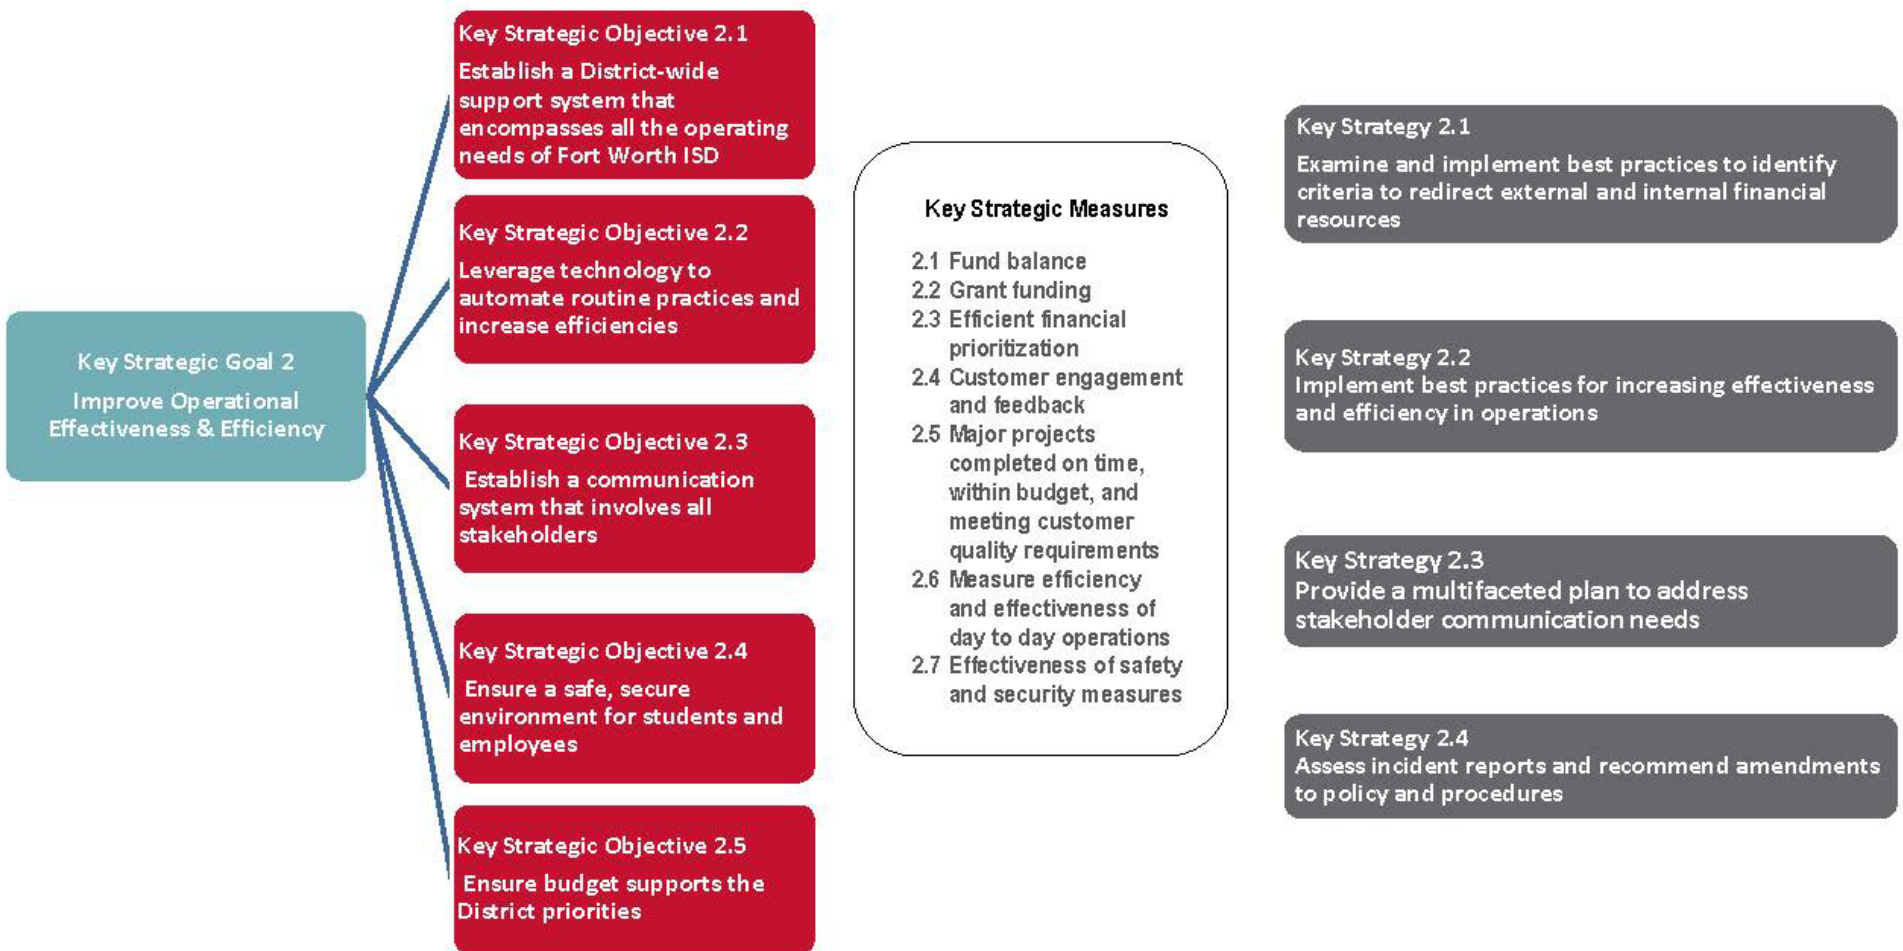 Key Strategic Goal 2
Improve Operational
Effectiveness & Efficiency
Key Strategic Objective 2.1
Establish a District-wide
support system that
encompasses all the operating
needs of Fort Worth ISD
Key Strategic Objective 2.2
Leverage technology to
automate routine practices and
increase efficiencies
Key Strategic Objective 2.3
Establish a communication
system that involves all
stakeholders
Key Strategic Objective 2.4
Ensure a safe, secure
environment for students and
employees
Key Strategic Objective 2.5
Ensure budget supports the
District priorities
Key Strategic Measures
2.1 Fund balance
2.2 Grant funding
2.3 Efficient financial
prioritization
2.4 Customer engagement
and feedback
2.5 Major projects
completed on time,
within budget, and
meeting customer
quality requirements
2.6 Measure efficiency
and effectiveness of
day to day operations
2.7 Effectiveness of safety
and security measures
Key Strategy 2.1
Examine and implement best practices to identify
criteria to redirect external and internal financial
resources
Key Strategy 2.2
Implement best practices for increasing effectiveness
and efficiency in operations
Key Strategy 2.3
Provide a multifaceted plan to address
stakeholder communication needs
Key Strategy 2.4
Assess incident reports and recommend amendments
to policy and procedures